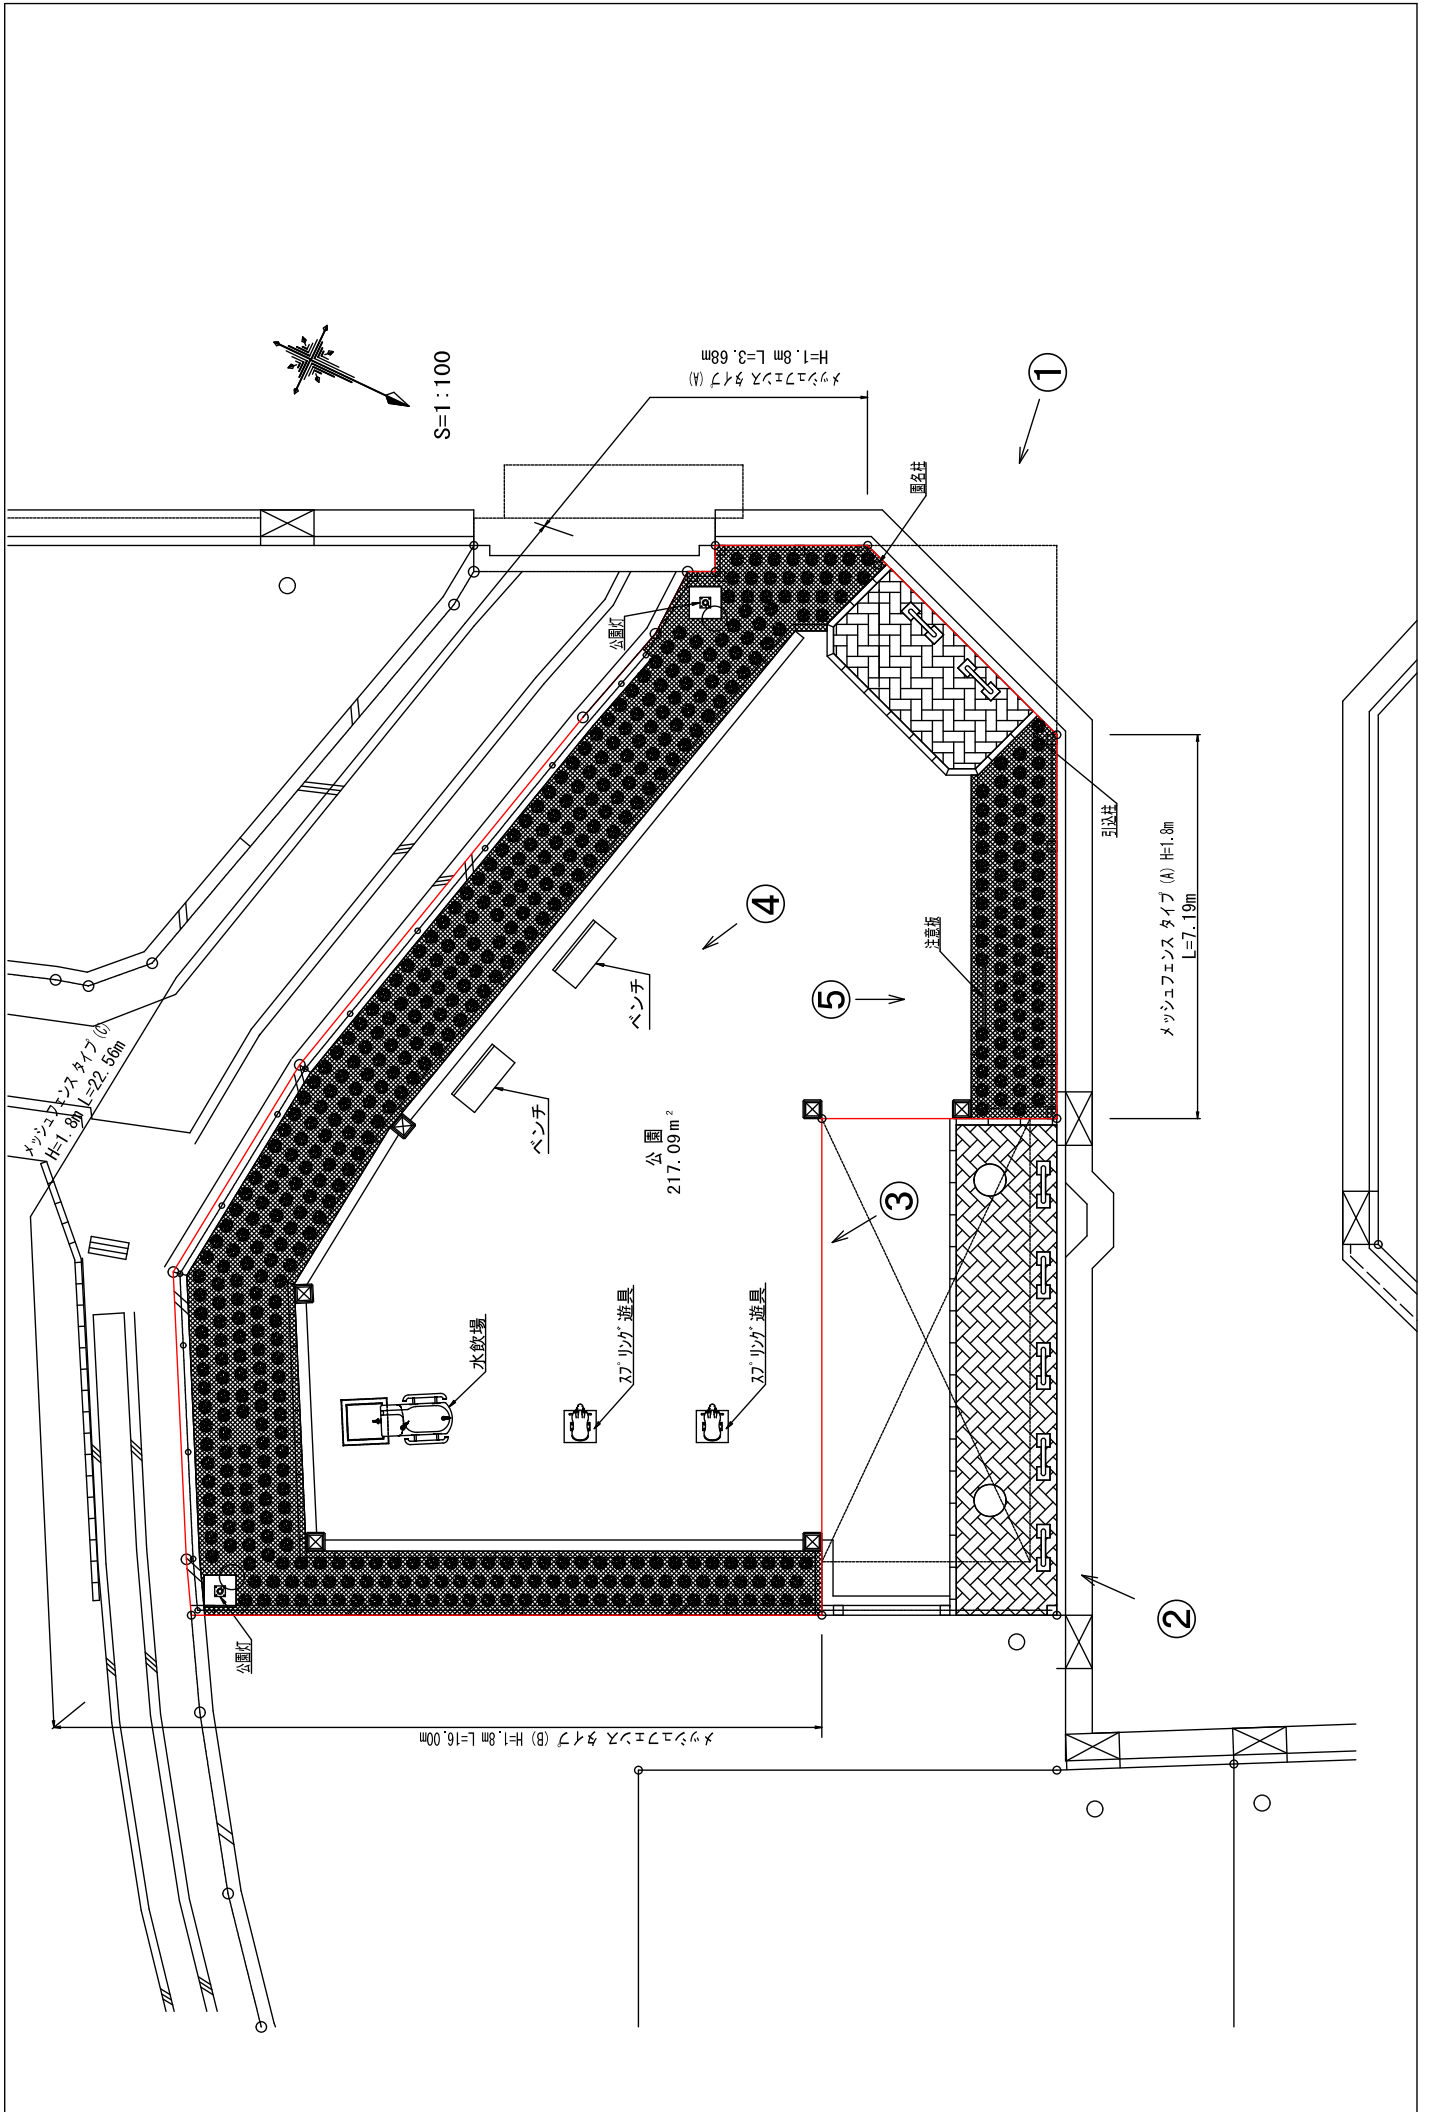 S=1:100
メッシュフェンス タイプ(A)
H=1.8m L=3.68m
①
園名柱
公園灯
引込柱
メッシュフェンス タイプ(A) H=1.8m
L=7.19m
④
注意板
ベンチ
⑤
メッシュフェンス タイプ(C)
H=1.8m L=22.56m
ベンチ
公園
217.09m²
③
水飲場
ｽﾌﾟﾘﾝｸﾞ遊具
ｽﾌﾟﾘﾝｸﾞ遊具
②
公園灯
メッシュフェンス タイプ(B) H=1.8m L=16.00m